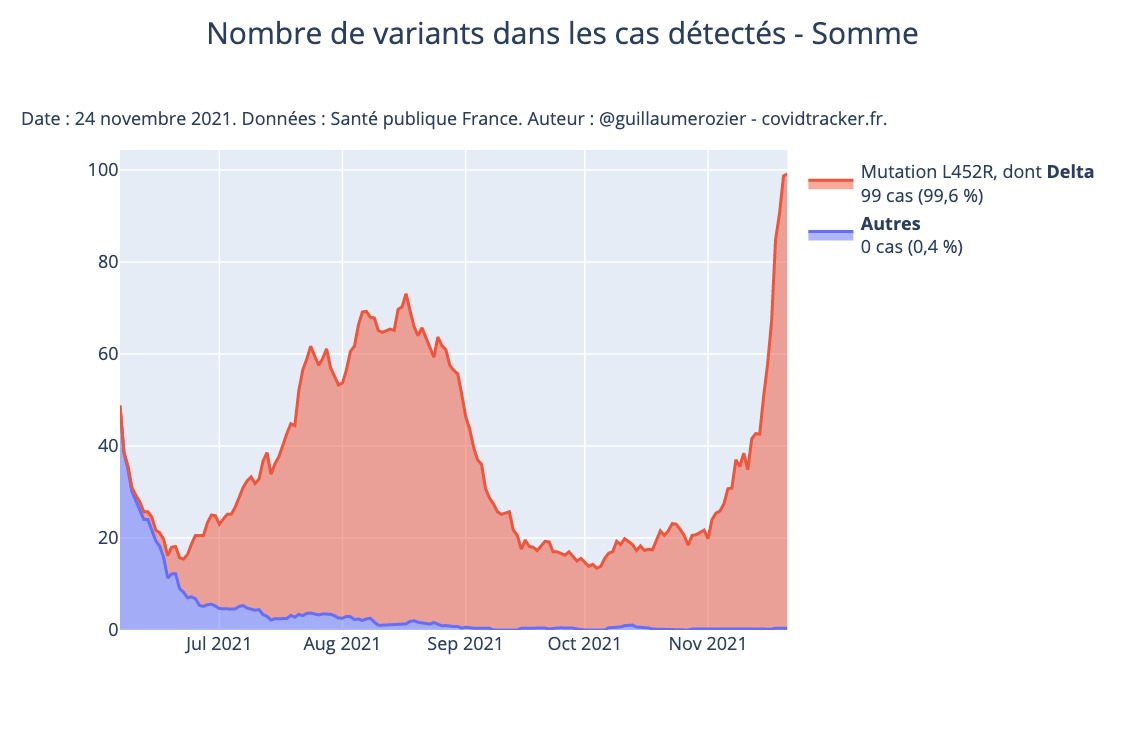 Nombre de variants dans les cas détectés - Somme
Date : 24 novembre 2021. Données : Santé publique France. Auteur : @guillaumerozier - covidtracker.fr.
100
80
60
40
20
0
Jul 2021
Aug 2021
Sep 2021
Oct 2021
Nov 2021
Mutation L452R, dont Delta
99 cas (99,6 %)
Autres
0 cas (0,4 %)